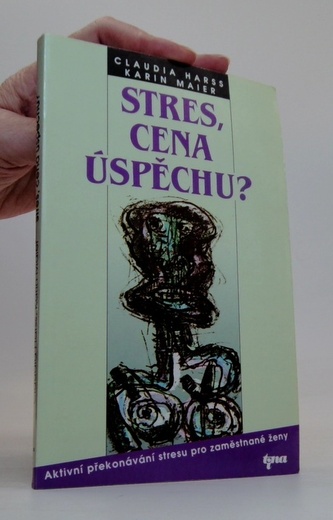 CLAUDIA HARSS
KARIN MAIER
STRES,
CENA
ÚSPĚCHU?
Aktivní překonávání stresu pro zaměstnané ženy